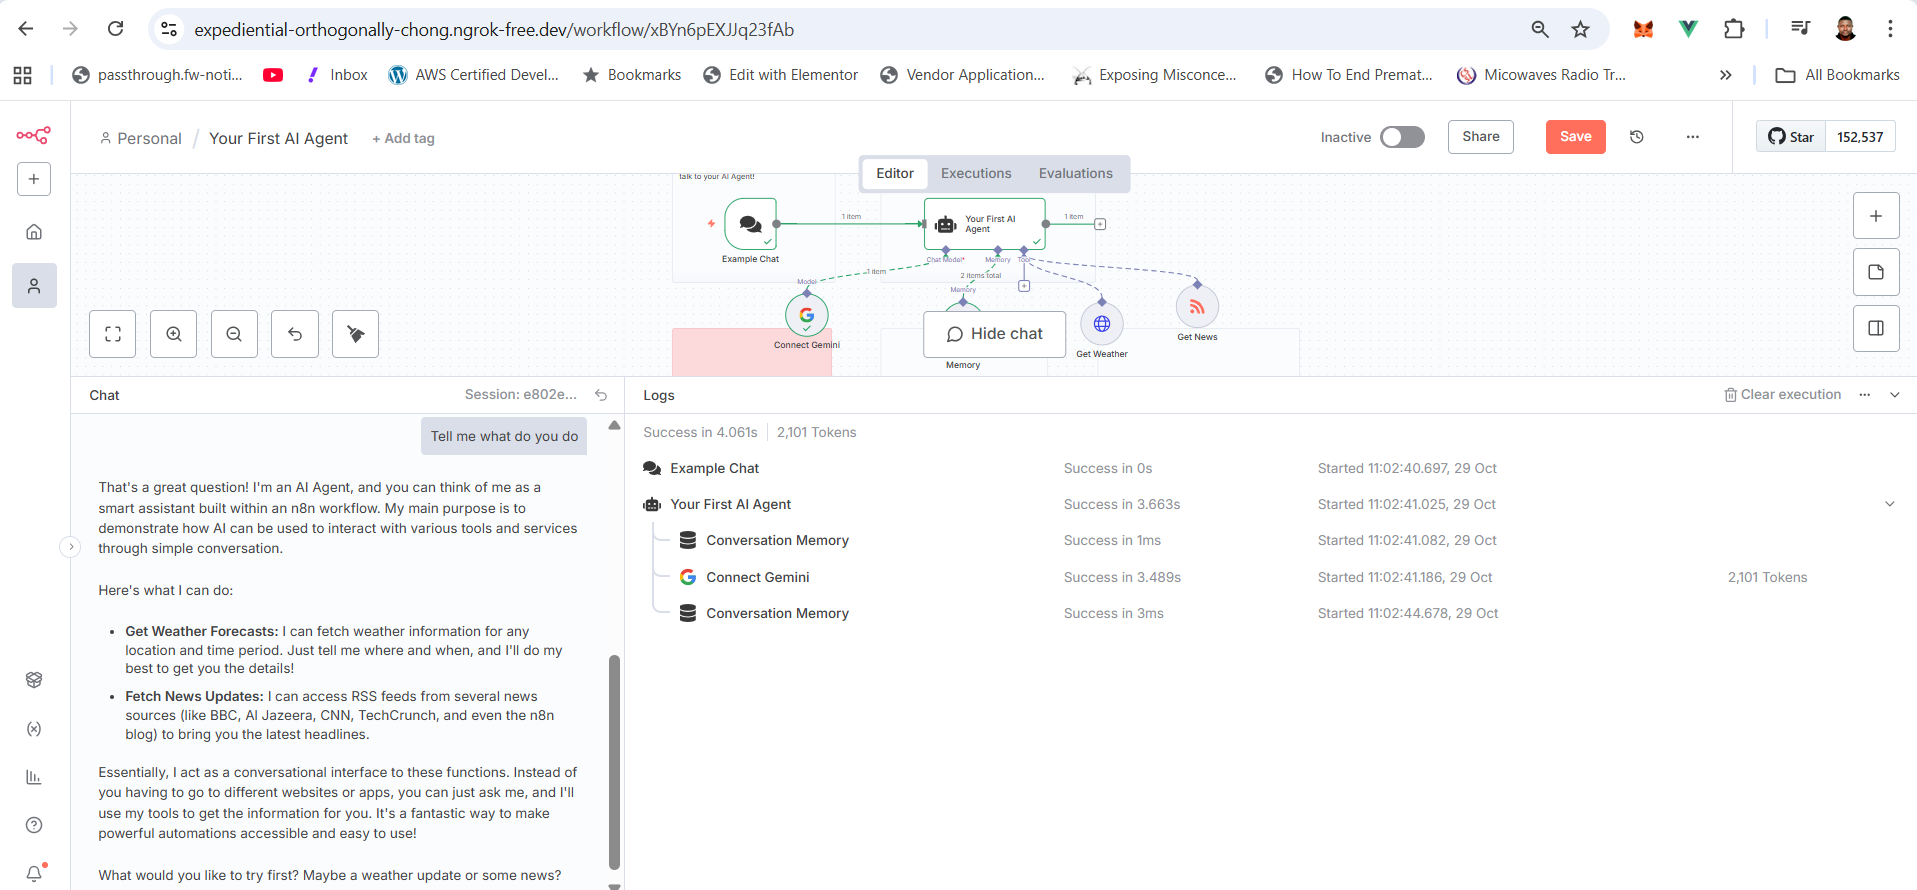 expediential-orthogonally-chong.ngrok-free.dev/workflow/xBYn6pEXJJq23fAb
passthrough.fw-noti...
Inbox
AWS Certified Devel...
Bookmarks
Edit with Elementor
Vendor Application...
Exposing Misconce...
How To End Premat...
Micowaves Radio Tr...
All Bookmarks
Personal / Your First AI Agent + Add tag
Inactive
Share
Save
Star 152,537
Editor Executions Evaluations
talk to your AI Agent!
1 item
Your First AI
Agent
1 item
Example Chat
Chat Model*
Memory
Tool
1 item
2 items total
Model
Memory
Hide chat
Connect Gemini
Memory
Get Weather
Get News
Chat
Session: e802e...
Tell me what do you do
That's a great question! I'm an AI Agent, and you can think of me as a
smart assistant built within an n8n workflow. My main purpose is to
demonstrate how AI can be used to interact with various tools and services
through simple conversation.
Here's what I can do:
• Get Weather Forecasts: I can fetch weather information for any
location and time period. Just tell me where and when, and I'll do my
best to get you the details!
• Fetch News Updates: I can access RSS feeds from several news
sources (like BBC, Al Jazeera, CNN, TechCrunch, and even the n8n
blog) to bring you the latest headlines.
Essentially, I act as a conversational interface to these functions. Instead of
you having to go to different websites or apps, you can just ask me, and I'll
use my tools to get the information for you. It's a fantastic way to make
powerful automations accessible and easy to use!
What would you like to try first? Maybe a weather update or some news?
Logs
Clear execution
Success in 4.061s 2,101 Tokens
Example Chat Success in 0s Started 11:02:40.697, 29 Oct
Your First AI Agent Success in 3.663s Started 11:02:41.025, 29 Oct
Conversation Memory Success in 1ms Started 11:02:41.082, 29 Oct
Connect Gemini Success in 3.489s Started 11:02:41.186, 29 Oct 2,101 Tokens
Conversation Memory Success in 3ms Started 11:02:44.678, 29 Oct